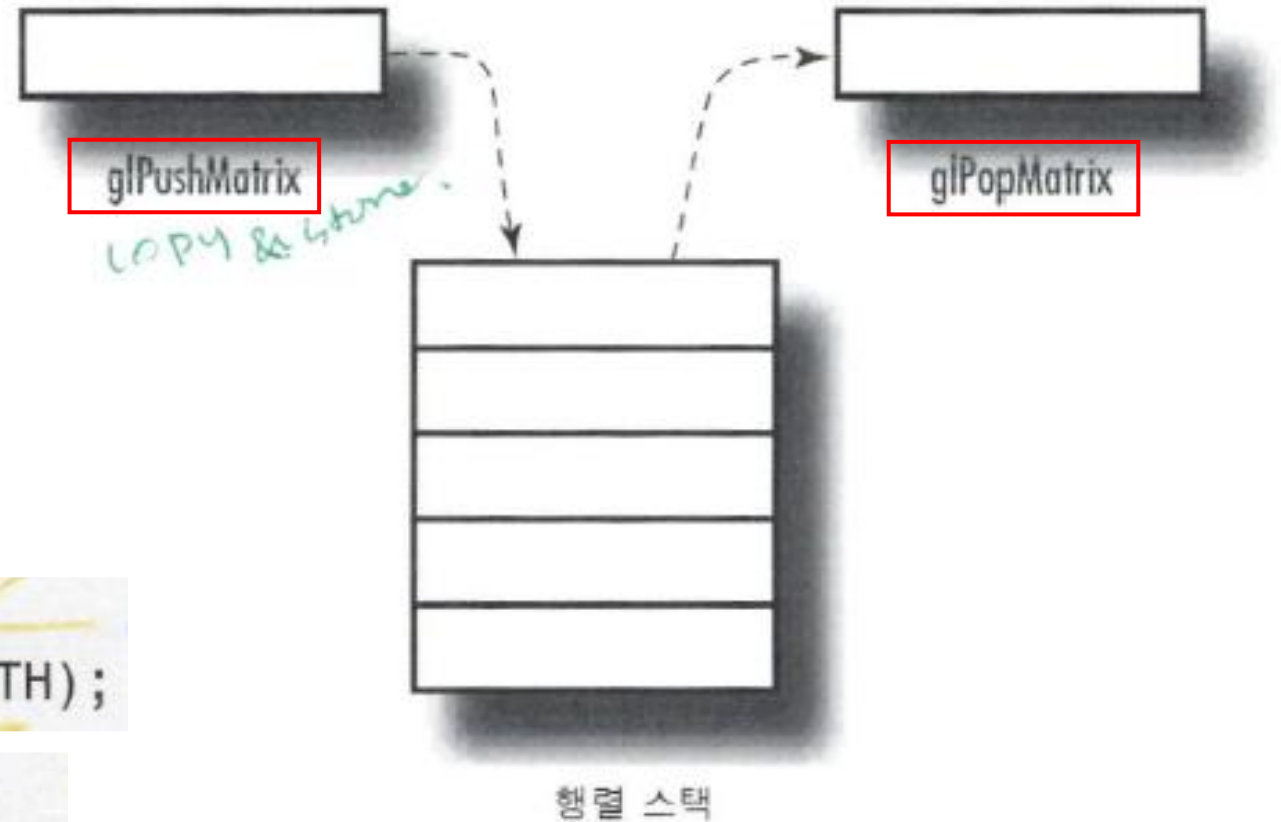 glPushMatrix
glPopMatrix
COPY & store.
TH);
행렬 스택